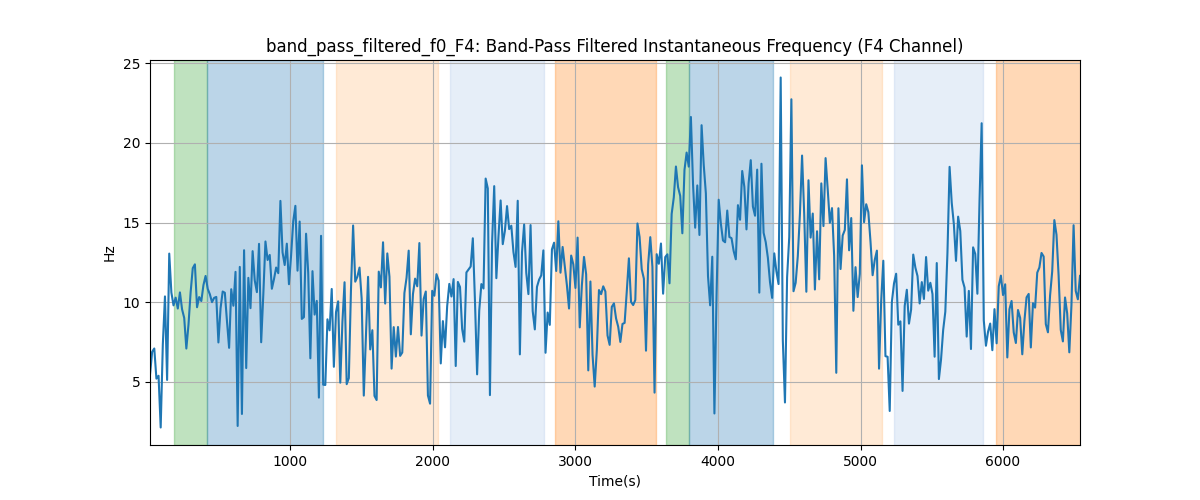 band_pass_filtered_f0_F4: Band-Pass Filtered Instantaneous Frequency (F4 Channel)
25
20
15
10
5
Hz
1000 2000 3000 4000 5000 6000
Time(s)